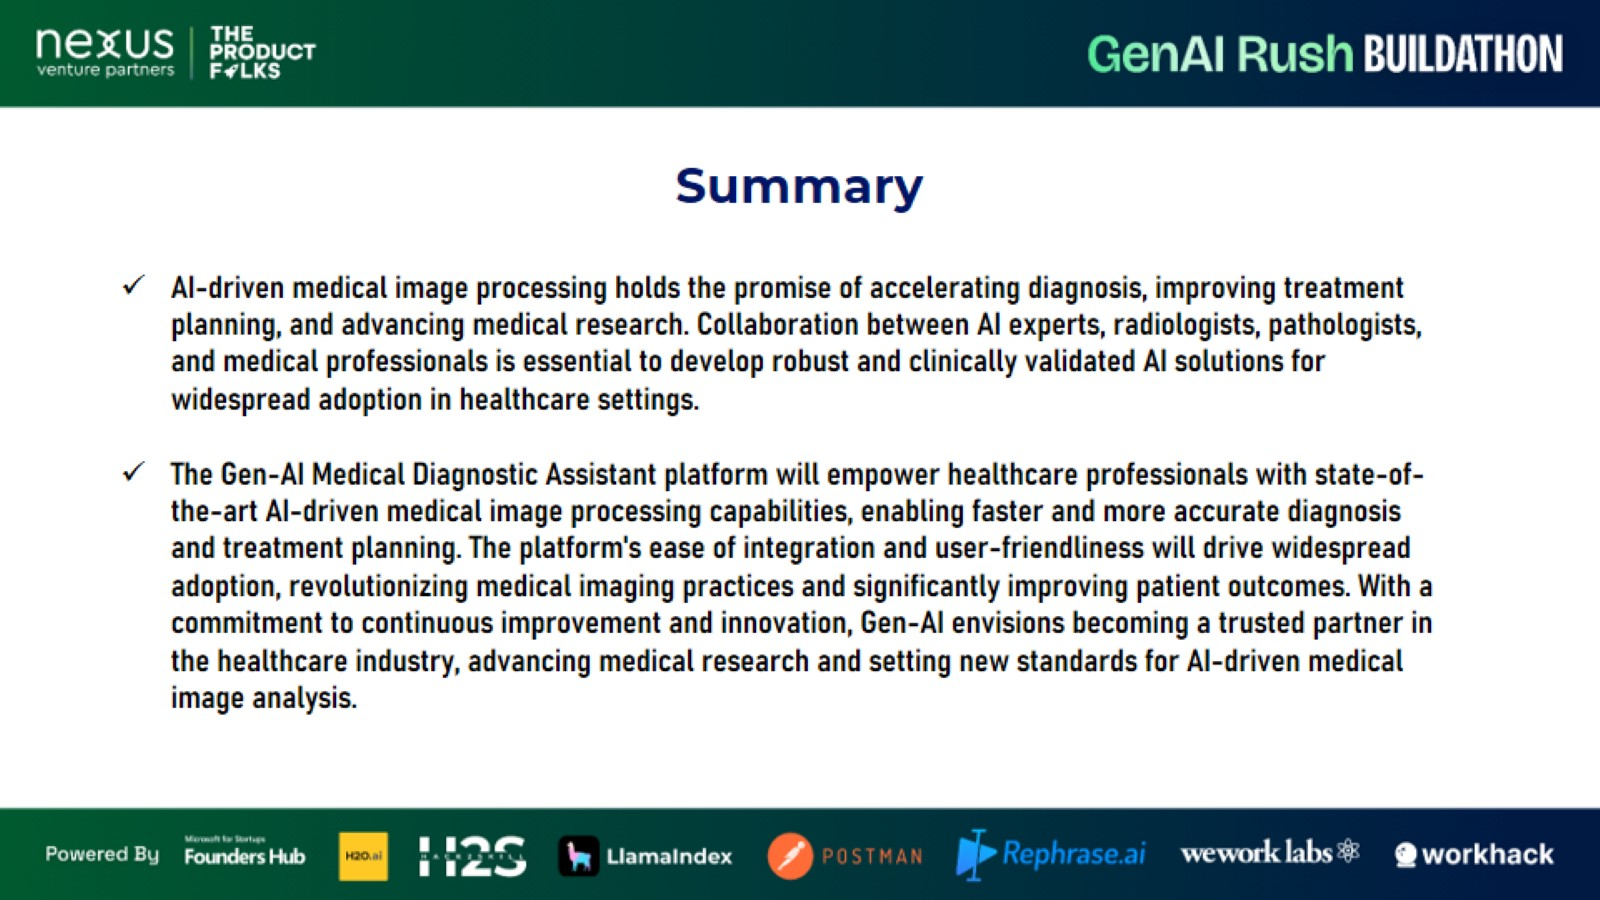 nexus
venture partners
THE
PRODUCT
FOLKS
GenAI Rush BUILDATHON
Summary
✓ AI-driven medical image processing holds the promise of accelerating diagnosis, improving treatment
planning, and advancing medical research. Collaboration between AI experts, radiologists, pathologists,
and medical professionals is essential to develop robust and clinically validated AI solutions for
widespread adoption in healthcare settings.
✓ The Gen-AI Medical Diagnostic Assistant platform will empower healthcare professionals with state-of-
the-art AI-driven medical image processing capabilities, enabling faster and more accurate diagnosis
and treatment planning. The platform's ease of integration and user-friendliness will drive widespread
adoption, revolutionizing medical imaging practices and significantly improving patient outcomes. With a
commitment to continuous improvement and innovation, Gen-AI envisions becoming a trusted partner in
the healthcare industry, advancing medical research and setting new standards for AI-driven medical
image analysis.
Powered By
Microsoft for Startups
Founders Hub
H2O.ai
H2S
HACK2SKILL
LlamaIndex
POSTMAN
Rephrase.ai
wework labs
workhack